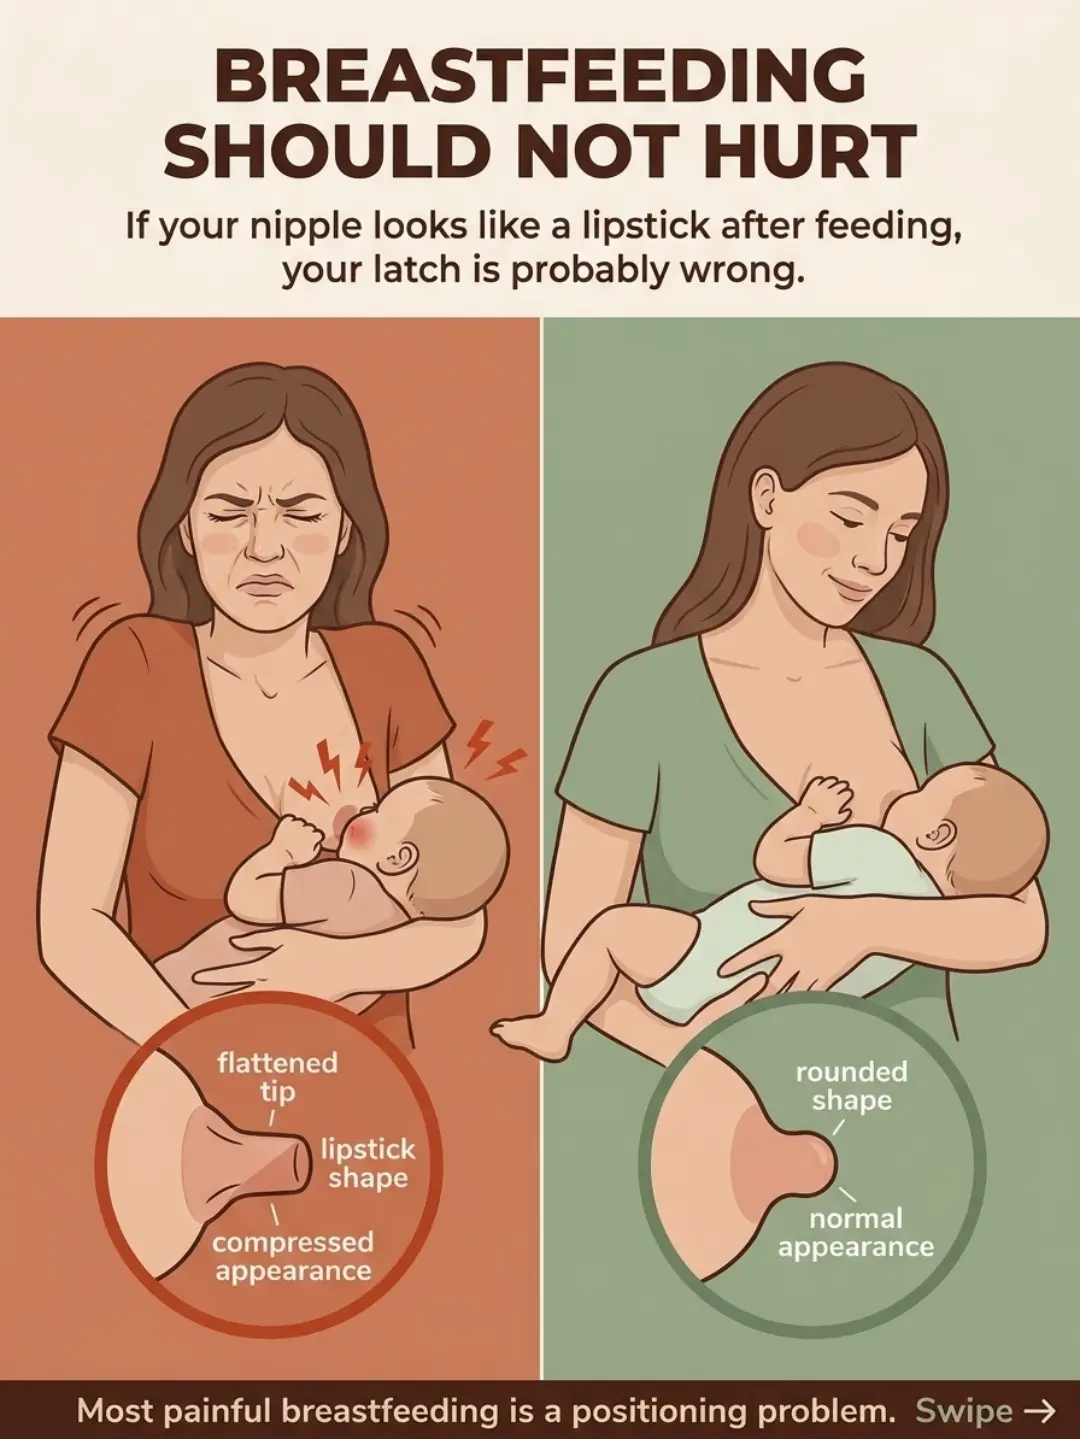 BREASTFEEDING
SHOULD NOT HURT
If your nipple looks like a lipstick after feeding,
your latch is probably wrong.
flattened
tip
lipstick
shape
compressed
appearance
rounded
shape
normal
appearance
Most painful breastfeeding is a positioning problem. Swipe →